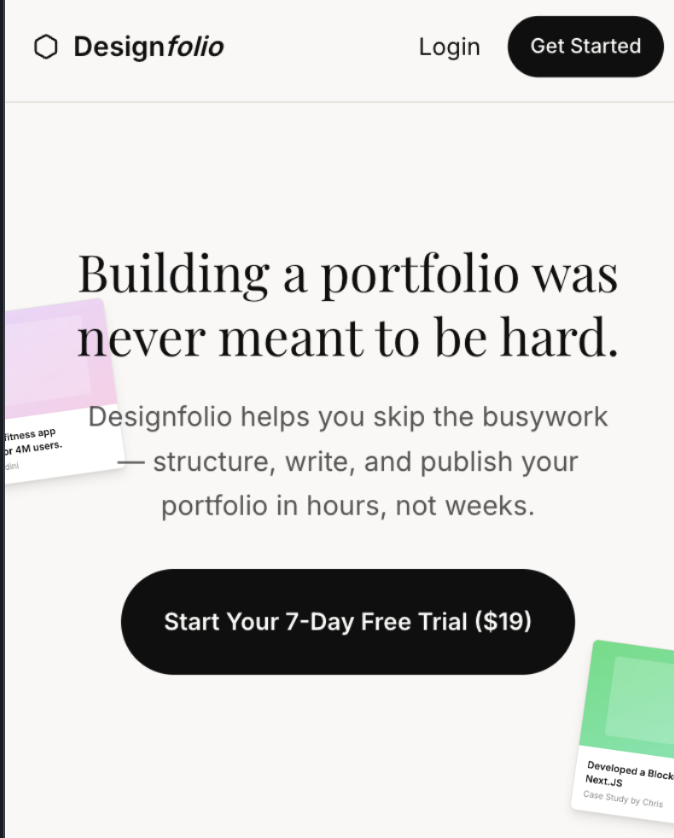 Designfolio
Login
Get Started
Building a portfolio was
never meant to be hard.
fitness app
or 4M users.
Designfolio helps you skip the busywork
— structure, write, and publish your
portfolio in hours, not weeks.
Start Your 7-Day Free Trial ($19)
Developed a Block
Next.JS
Case Study by Chris